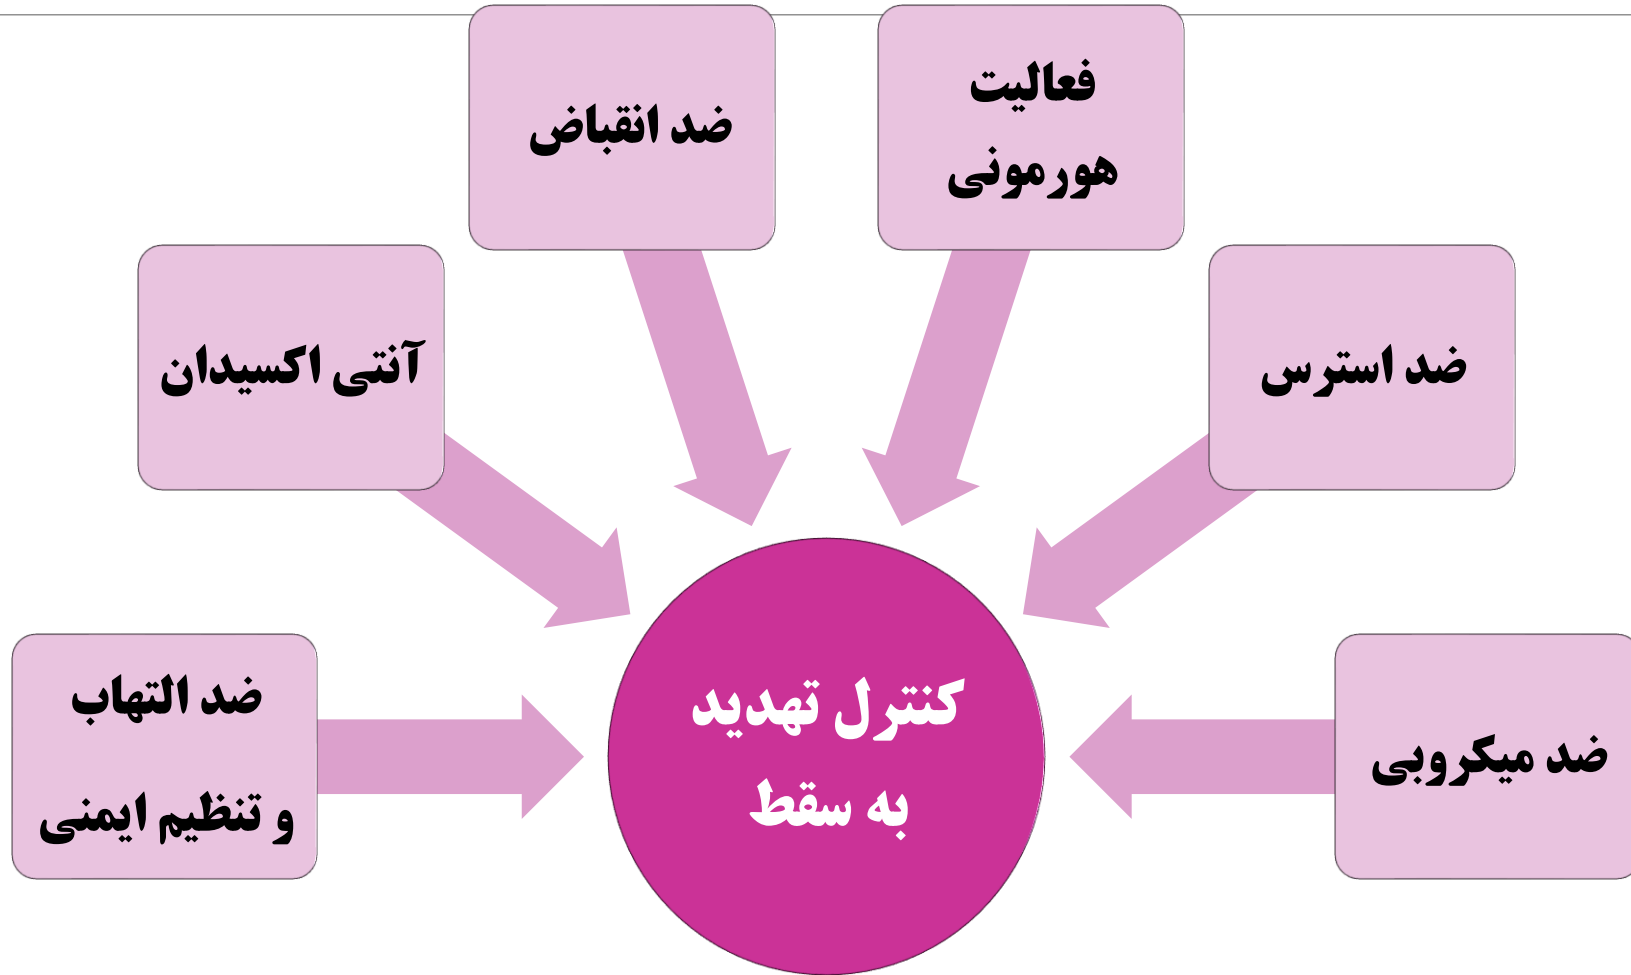 فعالیت
هورمونی
ضد انقباض
ضد استرس
آنتی اکسیدان
ضد میکروبی
ضد التهاب
و تنظیم ایمنی
کنترل تهدید
به سقط